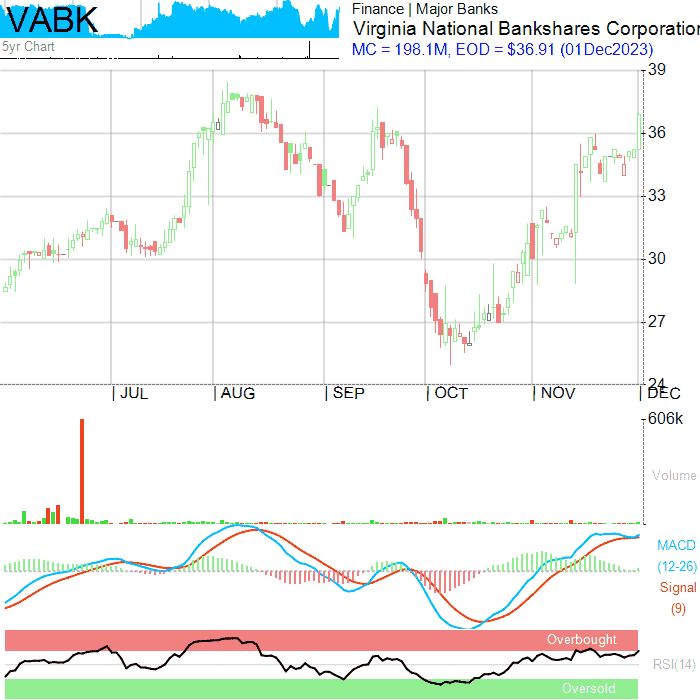 VABK
5yr Chart
Finance | Major Banks
Virginia National Bankshares Corporation
MC = 198.1M, EOD = $36.91 (01Dec2023)
39
36
33
30
27
24
JUL AUG SEP OCT NOV DEC
606k
Volume
MACD
(12-26)
Signal
(9)
Overbought
RSI(14)
Oversold